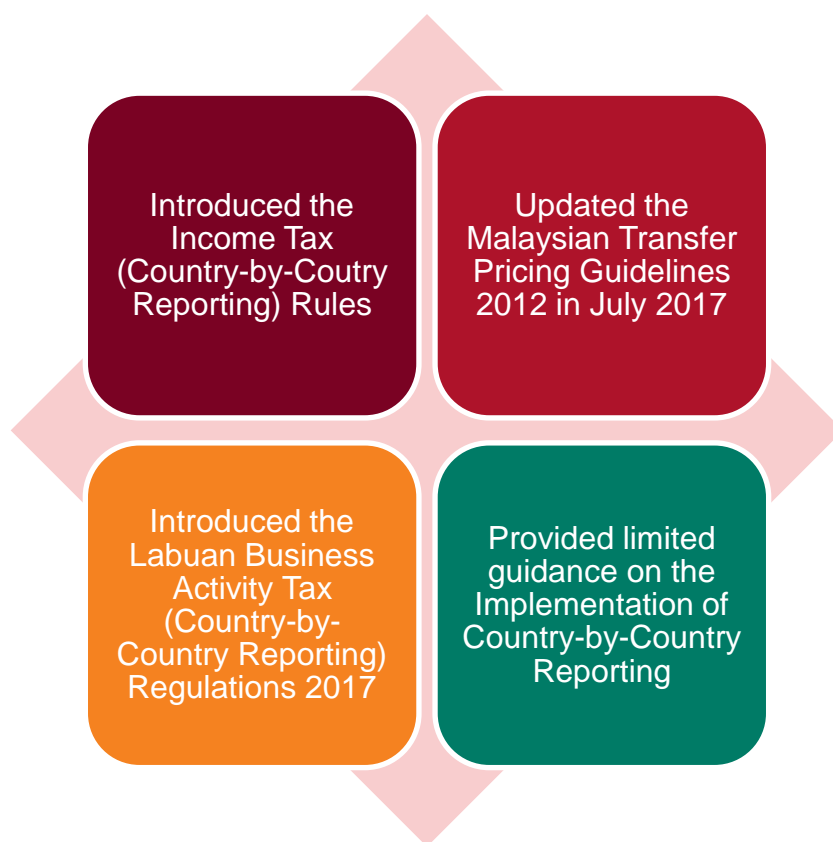 Introduced the
Income Tax
(Country-by-Coutry
Reporting) Rules
Updated the
Malaysian Transfer
Pricing Guidelines
2012 in July 2017
Introduced the
Labuan Business
Activity Tax
(Country-by-
Country Reporting)
Regulations 2017
Provided limited
guidance on the
Implementation of
Country-by-Country
Reporting